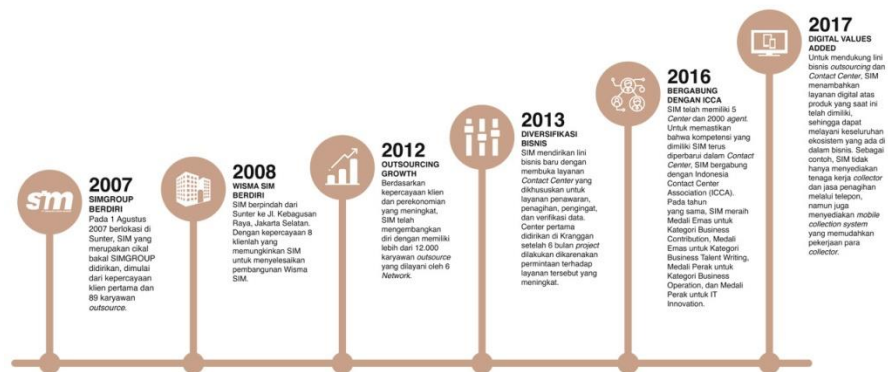 sim
2007
SIMGROUP
BERDIRI
Pada 1 Agustus
2007 berlokasi di
Sunter, SIM yang
merupakan cikal
bakal SIMGROUP
didirikan, dimulai
dari kepercayaan
klien pertama dan
89 karyawan
outsource.
2008
WISMA SIM
BERDIRI
SIM berpindah dari
Sunter ke Jl. Kebagusan
Raya, Jakarta Selatan.
Dengan kepercayaan 8
klienlah yang
memungkinkan SIM
untuk menyelesaikan
pembangunan Wisma
SIM.
2012
OUTSOURCING
GROWTH
Berdasarkan
kepercayaan klien
dan perekonomian
yang meningkat,
SIM telah
mengembangkan
diri dengan memiliki
lebih dari 12.000
karyawan outsource
yang dilayani oleh 6
Network.
2013
DIVERSIFIKASI
BISNIS
SIM mendirikan lini
bisnis baru dengan
membuka layanan
Contact Center yang
dikhususkan untuk
layanan penawaran,
penagihan, pengingat,
dan verifikasi data.
Center pertama
didirikan di Kranggan
setelah 6 bulan project
dilakukan dikarenakan
permintaan terhadap
layanan tersebut yang
meningkat.
2016
BERGABUNG
DENGAN ICCA
SIM telah memiliki 5
Center dan 2000 agent.
Untuk memastikan
bahwa kompetensi yang
dimiliki SIM terus
diperbarui dalam Contact
Center, SIM bergabung
dengan Indonesia
Contact Center
Association (ICCA).
Pada tahun
yang sama, SIM meraih
Medali Emas untuk
Kategori Business
Contribution, Medali
Emas untuk Kategori
Business Talent Writing,
Medali Perak untuk
Kategori Business
Operation, dan Medali
Perak untuk IT
Innovation.
2017
DIGITAL VALUES
ADDED
Untuk mendukung lini
bisnis outsourcing dan
Contact Center, SIM
menambahkan
layanan digital atas
produk yang saat ini
telah dimiliki,
sehingga dapat
melayani keseluruhan
ekosistem yang ada di
dalam bisnis. Sebagai
contoh, SIM tidak
hanya menyediakan
tenaga kerja collector
dan jasa penagihan
melalui telepon,
namun juga
menyediakan mobile
collection system
yang memudahkan
pekerjaan para
collector.